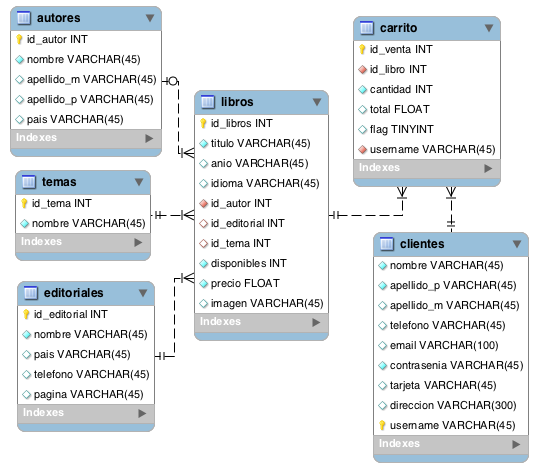 autores
id_autor INT
nombre VARCHAR(45)
apellido_m VARCHAR(45)
apellido_p VARCHAR(45)
pais VARCHAR(45)
Indexes
temas
id_tema INT
nombre VARCHAR(45)
Indexes
editoriales
id_editorial INT
nombre VARCHAR(45)
pais VARCHAR(45)
telefono VARCHAR(45)
pagina VARCHAR(45)
Indexes
libros
id_libros INT
titulo VARCHAR(45)
anio VARCHAR(45)
idioma VARCHAR(45)
id_autor INT
id_editorial INT
id_tema INT
disponibles INT
precio FLOAT
imagen VARCHAR(45)
Indexes
carrito
id_venta INT
id_libro INT
cantidad INT
total FLOAT
flag TINYINT
username VARCHAR(45)
Indexes
clientes
nombre VARCHAR(45)
apellido_p VARCHAR(45)
apellido_m VARCHAR(45)
telefono VARCHAR(45)
email VARCHAR(100)
contrasenia VARCHAR(45)
tarjeta VARCHAR(45)
direccion VARCHAR(300)
username VARCHAR(45)
Indexes